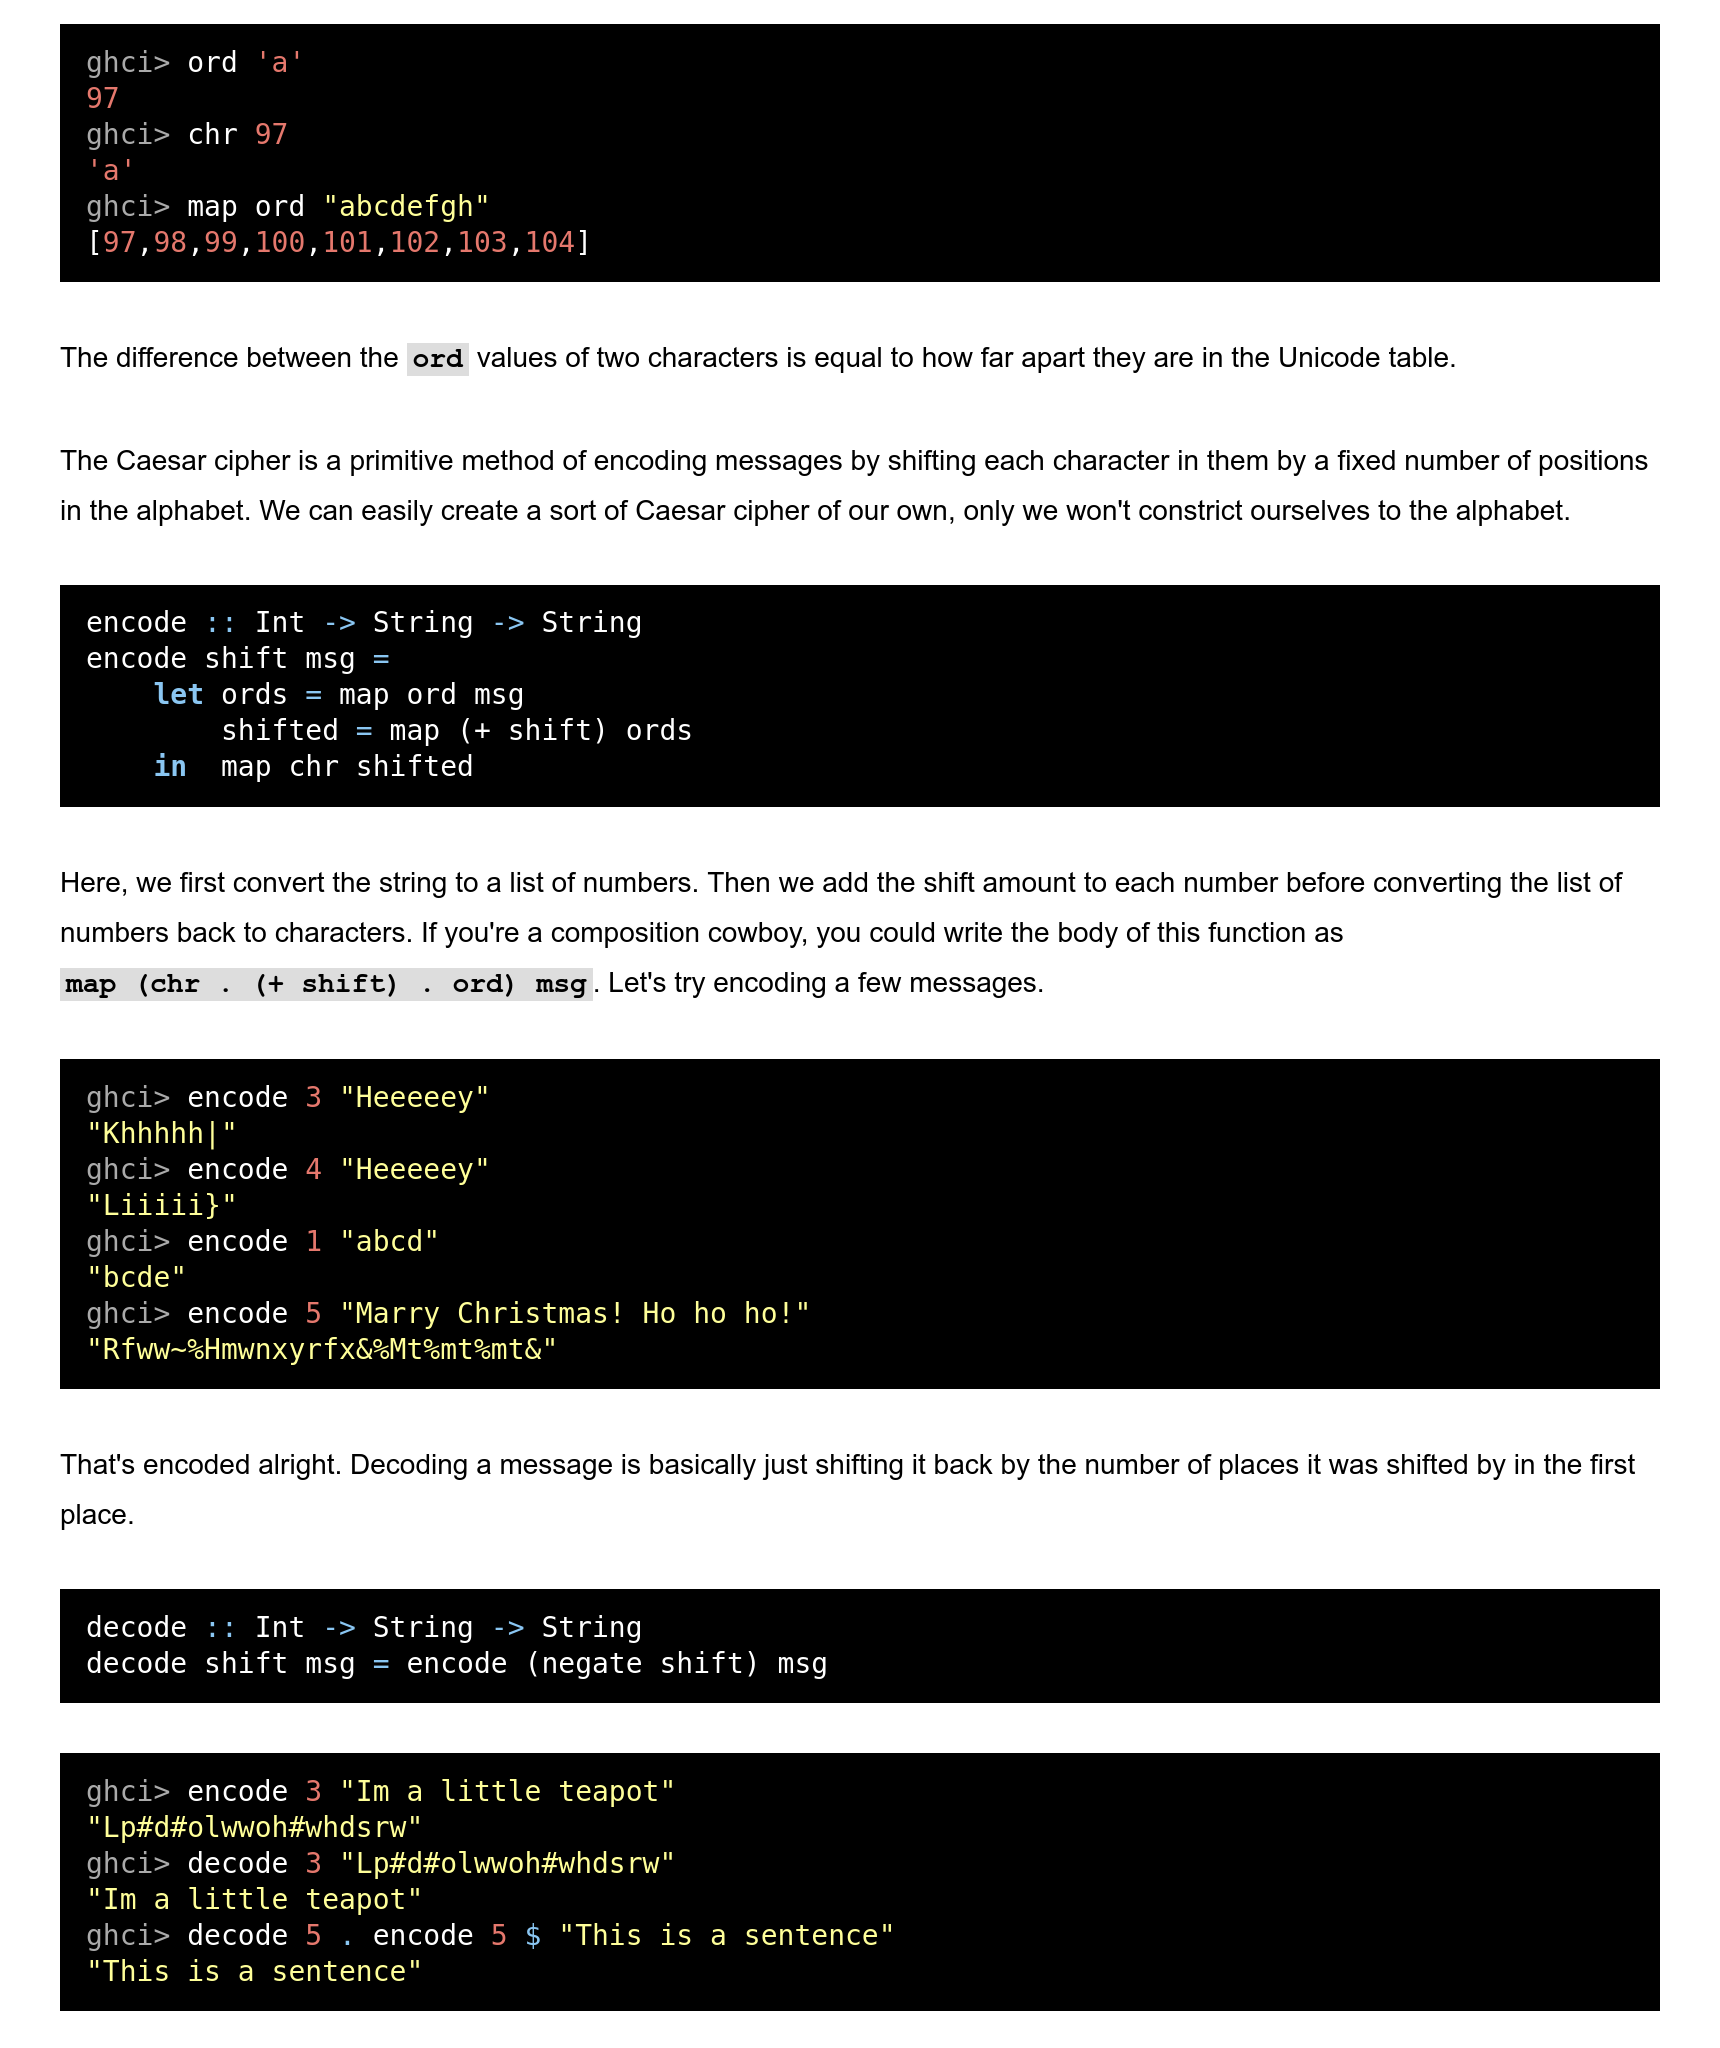 ghci> ord 'a'
97
ghci> chr 97
'a'
ghci> map ord "abcdefgh"
[97,98,99,100,101,102,103,104]
The difference between the ord values of two characters is equal to how far apart they are in the Unicode table.
The Caesar cipher is a primitive method of encoding messages by shifting each character in them by a fixed number of positions
in the alphabet. We can easily create a sort of Caesar cipher of our own, only we won't constrict ourselves to the alphabet.
encode :: Int -> String -> String
encode shift msg =
    let ords = map ord msg
        shifted = map (+ shift) ords
    in  map chr shifted
Here, we first convert the string to a list of numbers. Then we add the shift amount to each number before converting the list of
numbers back to characters. If you're a composition cowboy, you could write the body of this function as
map (chr . (+ shift) . ord) msg. Let's try encoding a few messages.
ghci> encode 3 "Heeeeey"
"Khhhhh|"
ghci> encode 4 "Heeeeey"
"Liiiii}"
ghci> encode 1 "abcd"
"bcde"
ghci> encode 5 "Marry Christmas! Ho ho ho!"
"Rfww~%Hmwnxyrfx&%Mt%mt%mt&"
That's encoded alright. Decoding a message is basically just shifting it back by the number of places it was shifted by in the first
place.
decode :: Int -> String -> String
decode shift msg = encode (negate shift) msg
ghci> encode 3 "Im a little teapot"
"Lp#d#olwwoh#whdsrw"
ghci> decode 3 "Lp#d#olwwoh#whdsrw"
"Im a little teapot"
ghci> decode 5 . encode 5 $ "This is a sentence"
"This is a sentence"